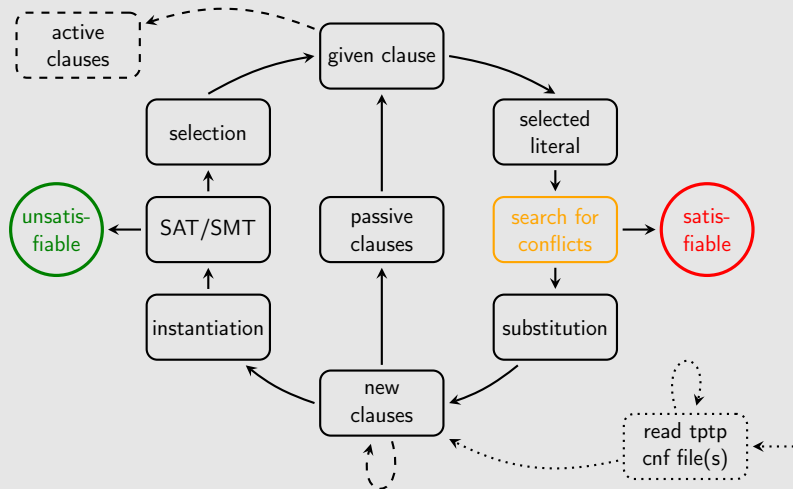 active
clauses
given clause
selection
selected
literal
unsatis-
fiable
SAT/SMT
passive
clauses
search for
conflicts
satis-
fiable
instantiation
substitution
new
clauses
read tptp
cnf file(s)